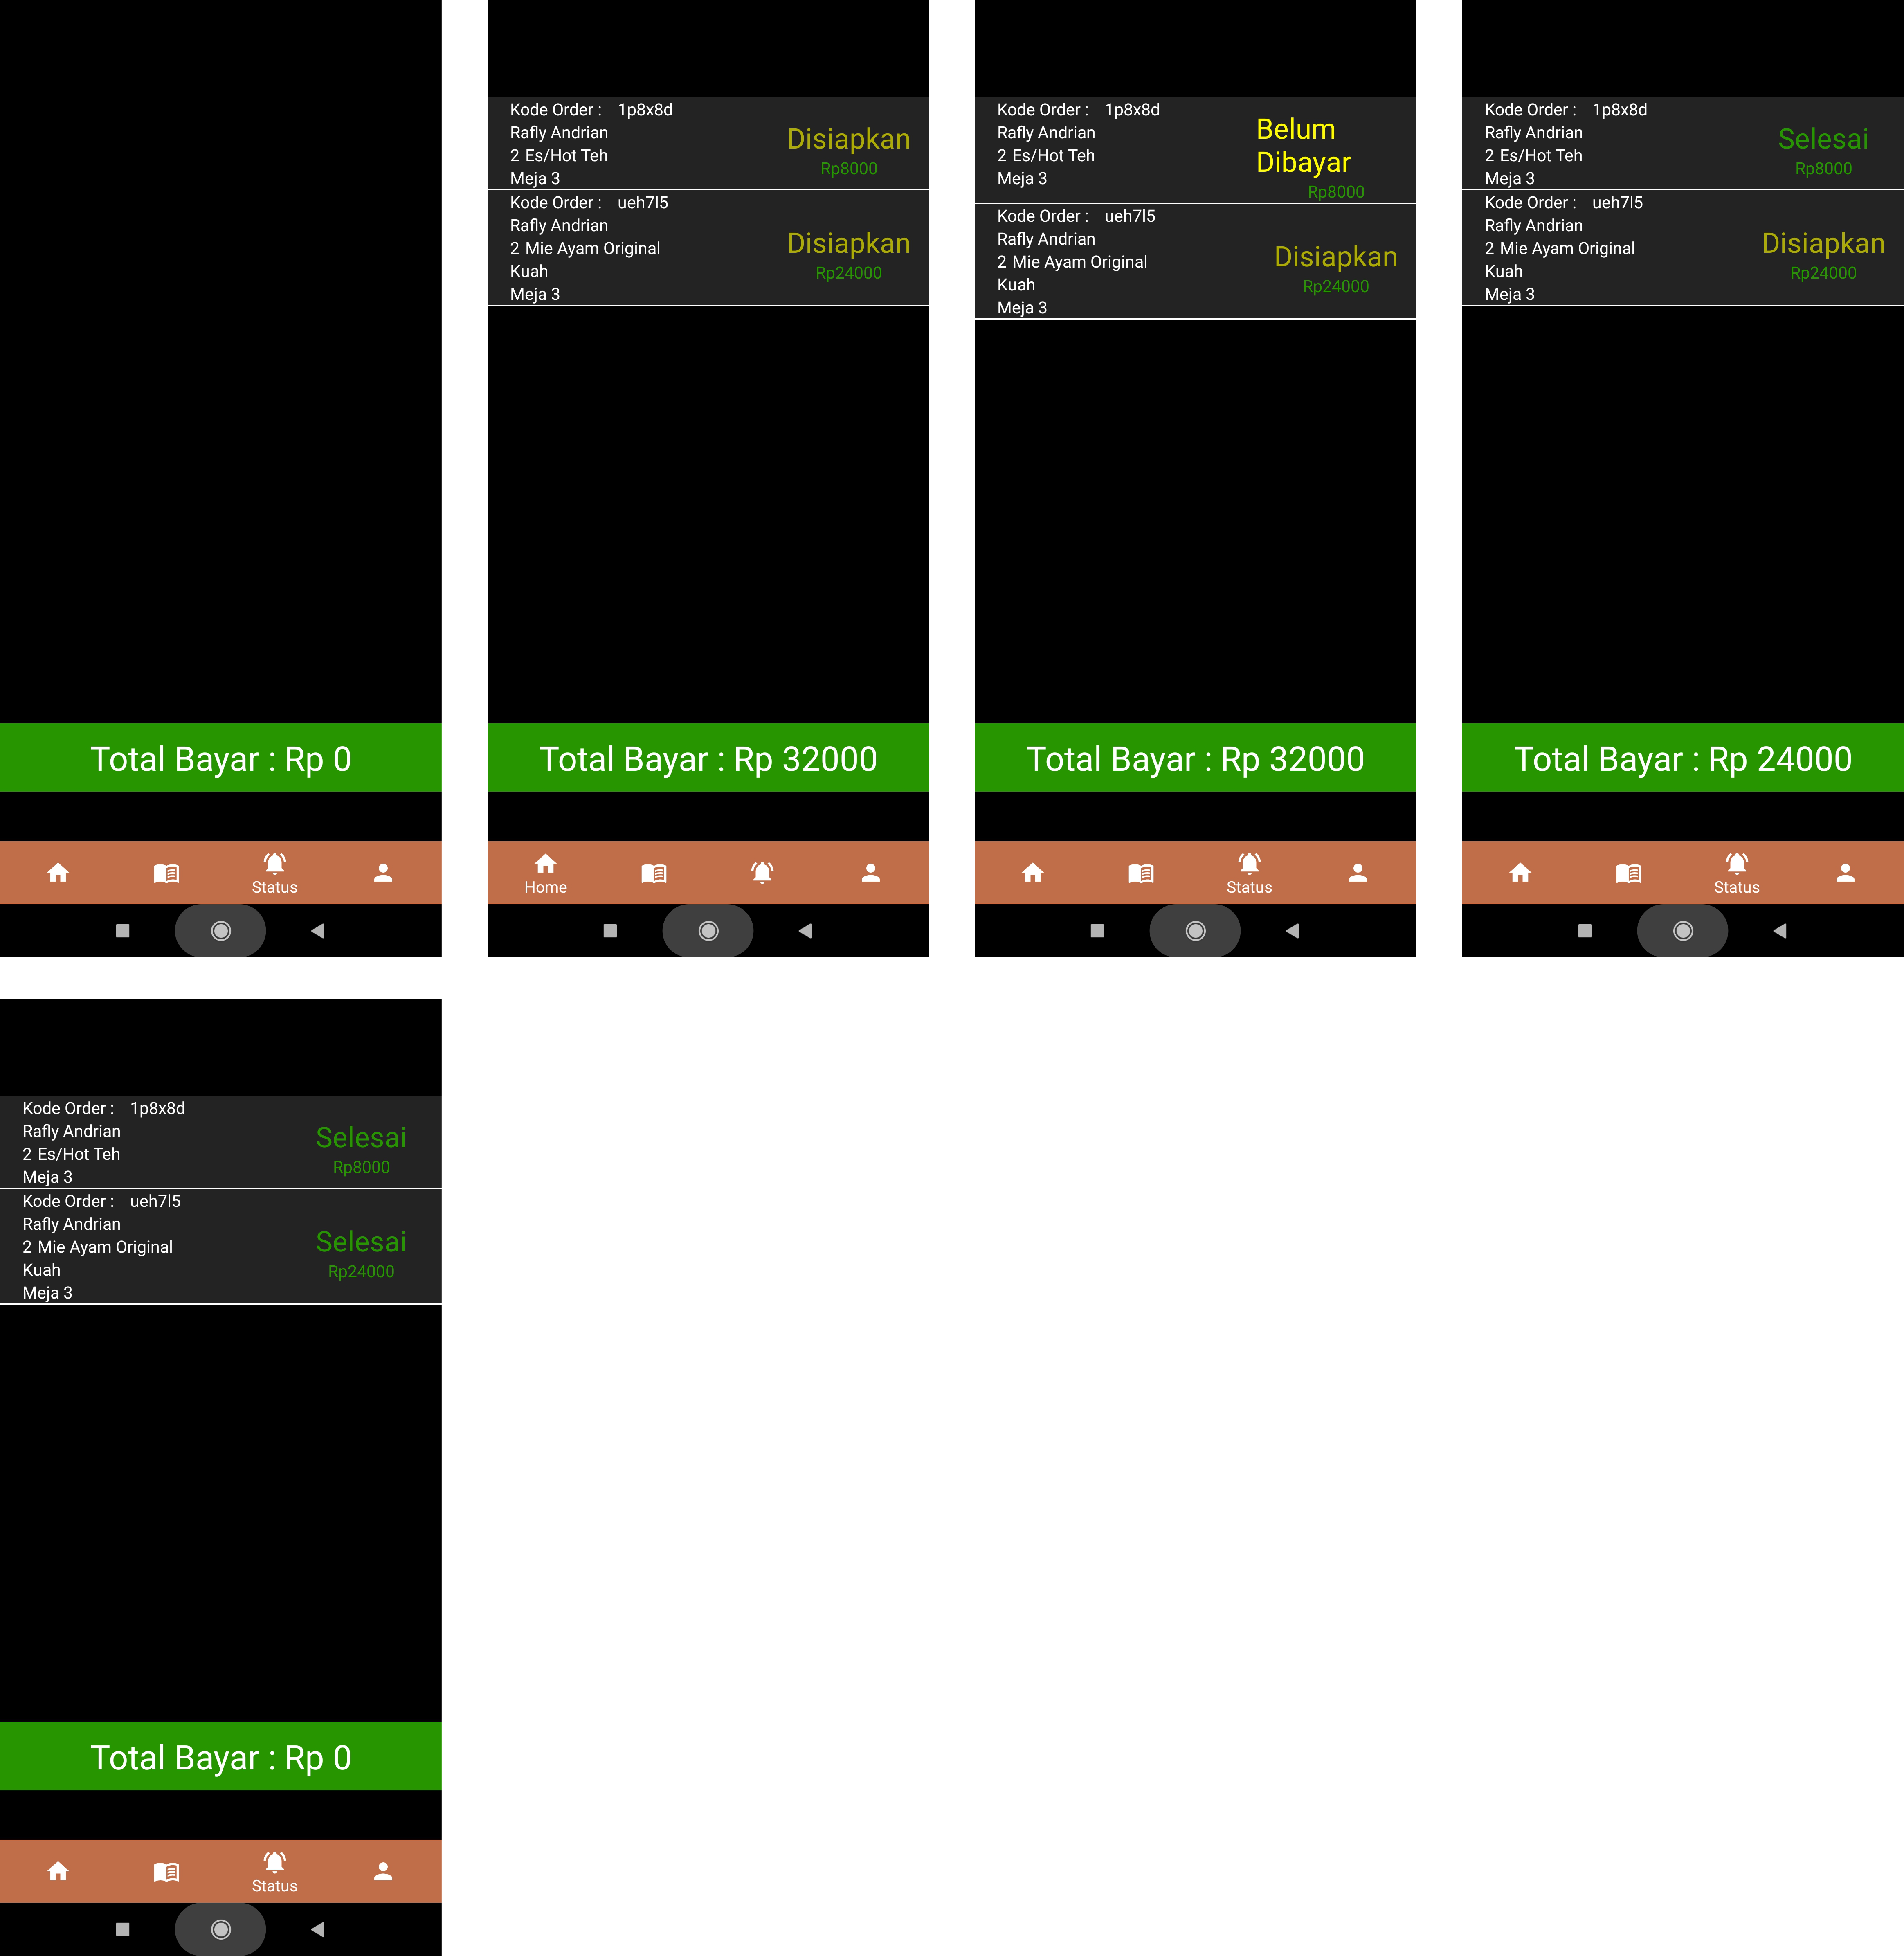 Total Bayar : Rp 0
Status
Kode Order : 1p8x8d
Rafly Andrian
2 Es/Hot Teh
Meja 3
Disiapkan
Rp8000
Kode Order : ueh7l5
Rafly Andrian
2 Mie Ayam Original
Kuah
Meja 3
Disiapkan
Rp24000
Total Bayar : Rp 32000
Home
Kode Order : 1p8x8d
Rafly Andrian
2 Es/Hot Teh
Meja 3
Belum
Dibayar
Rp8000
Kode Order : ueh7l5
Rafly Andrian
2 Mie Ayam Original
Kuah
Meja 3
Disiapkan
Rp24000
Total Bayar : Rp 32000
Status
Kode Order : 1p8x8d
Rafly Andrian
2 Es/Hot Teh
Meja 3
Selesai
Rp8000
Kode Order : ueh7l5
Rafly Andrian
2 Mie Ayam Original
Kuah
Meja 3
Disiapkan
Rp24000
Total Bayar : Rp 24000
Status
Kode Order : 1p8x8d
Rafly Andrian
2 Es/Hot Teh
Meja 3
Selesai
Rp8000
Kode Order : ueh7l5
Rafly Andrian
2 Mie Ayam Original
Kuah
Meja 3
Selesai
Rp24000
Total Bayar : Rp 0
Status